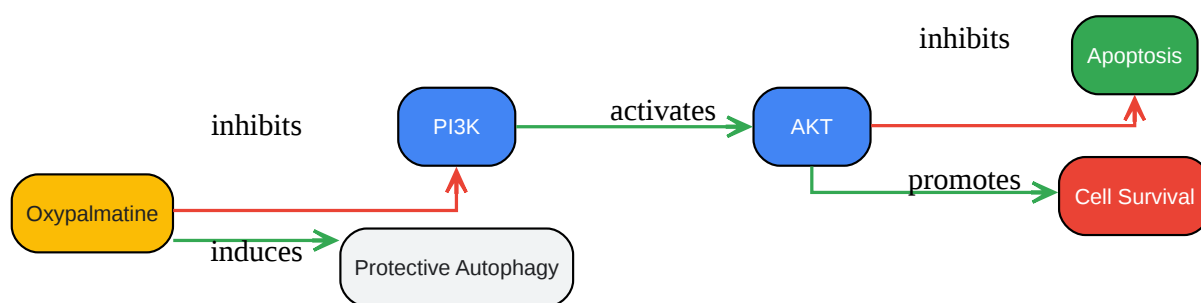 inhibits
Apoptosis
inhibits
PI3K
activates
AKT
promotes
Cell Survival
Oxypalmatine
induces
Protective Autophagy